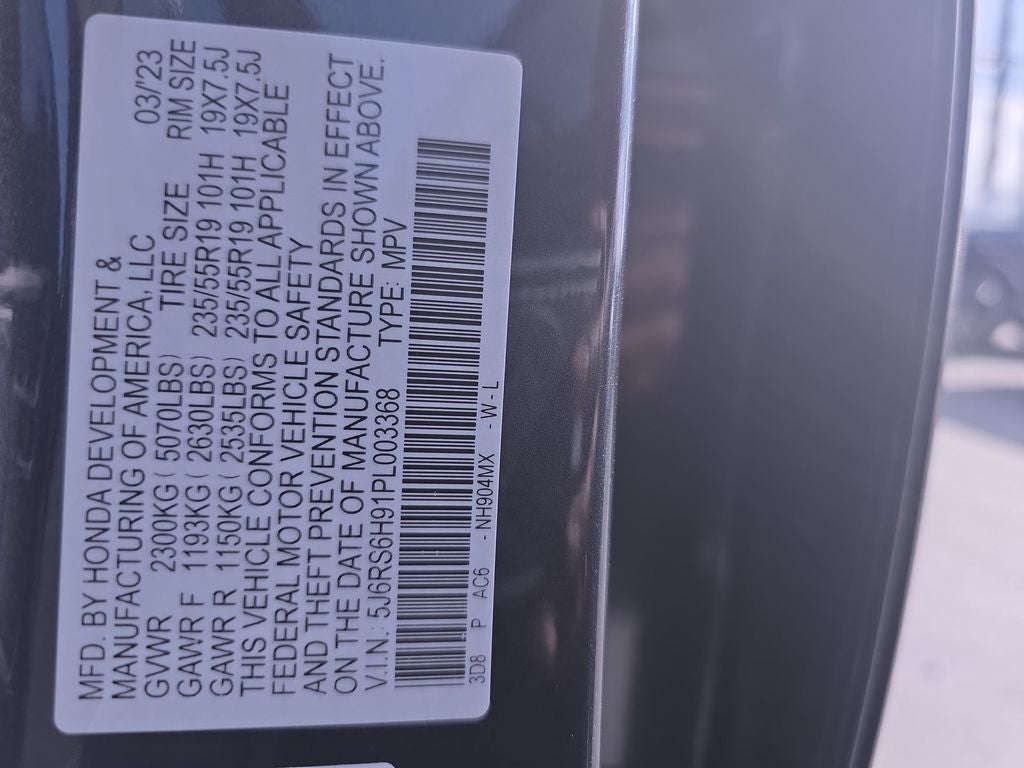 MFD. BY HONDA DEVELOPMENT &
MANUFACTURING OF AMERICA, LLC 03/23
GVWR 2300KG ( 5070LBS) TIRE SIZE RIM SIZE
GAWR F 1193KG ( 2630LBS) 235/55R19 101H 19X7.5J
GAWR R 1150KG ( 2535LBS) 235/55R19 101H 19X7.5J
THIS VEHICLE CONFORMS TO ALL APPLICABLE
FEDERAL MOTOR VEHICLE SAFETY
AND THEFT PREVENTION STANDARDS IN EFFECT
ON THE DATE OF MANUFACTURE SHOWN ABOVE.
V.I.N: 5J6RS6H91PL003368 TYPE: MPV
3D8 P AC6 - NH904MX - W - L